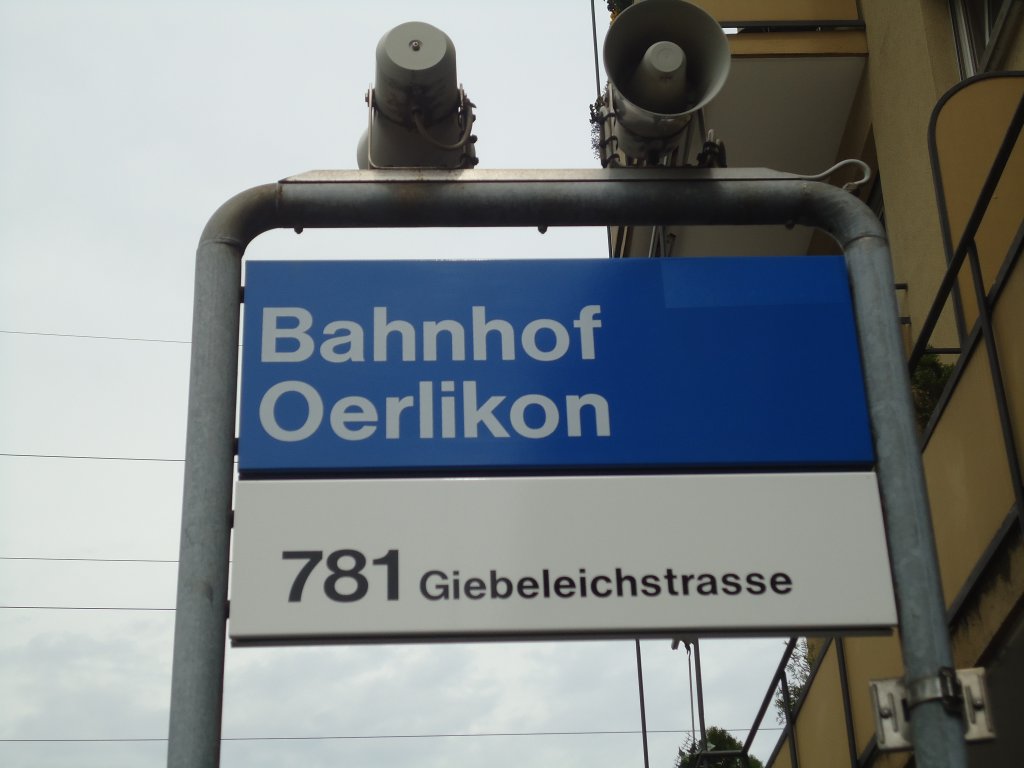 Bahnhof
Oerlikon
781 Giebeleichstrasse